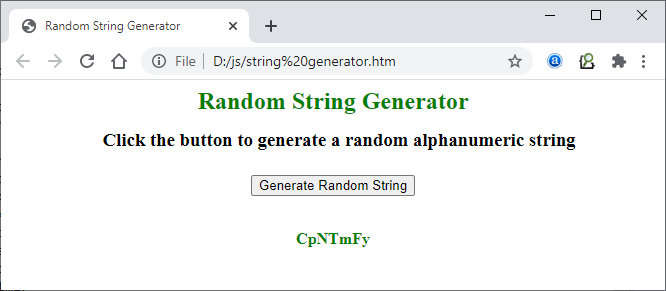 Random String Generator
File D:/js/string%20generator.htm
Random String Generator
Click the button to generate a random alphanumeric string
Generate Random String
CpNTmFy